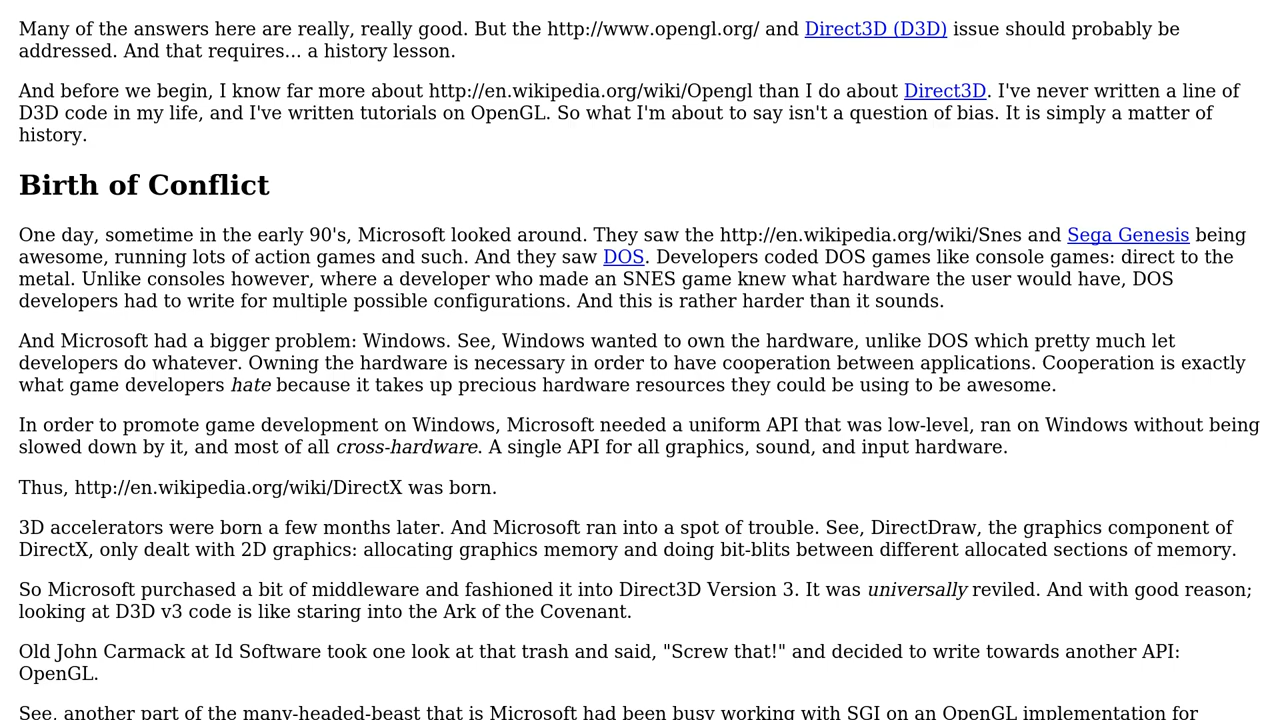 Many of the answers here are really, really good. But the http://www.opengl.org/ and Direct3D (D3D) issue should probably be
addressed. And that requires... a history lesson.
And before we begin, I know far more about http://en.wikipedia.org/wiki/Opengl than I do about Direct3D. I've never written a line of
D3D code in my life, and I've written tutorials on OpenGL. So what I'm about to say isn't a question of bias. It is simply a matter of
history.
Birth of Conflict
One day, sometime in the early 90's, Microsoft looked around. They saw the http://en.wikipedia.org/wiki/Snes and Sega Genesis being
awesome, running lots of action games and such. And they saw DOS. Developers coded DOS games like console games: direct to the
metal. Unlike consoles however, where a developer who made an SNES game knew what hardware the user would have, DOS
developers had to write for multiple possible configurations. And this is rather harder than it sounds.
And Microsoft had a bigger problem: Windows. See, Windows wanted to own the hardware, unlike DOS which pretty much let
developers do whatever. Owning the hardware is necessary in order to have cooperation between applications. Cooperation is exactly
what game developers hate because it takes up precious hardware resources they could be using to be awesome.
In order to promote game development on Windows, Microsoft needed a uniform API that was low-level, ran on Windows without being
slowed down by it, and most of all cross-hardware. A single API for all graphics, sound, and input hardware.
Thus, http://en.wikipedia.org/wiki/DirectX was born.
3D accelerators were born a few months later. And Microsoft ran into a spot of trouble. See, DirectDraw, the graphics component of
DirectX, only dealt with 2D graphics: allocating graphics memory and doing bit-blits between different allocated sections of memory.
So Microsoft purchased a bit of middleware and fashioned it into Direct3D Version 3. It was universally reviled. And with good reason;
looking at D3D v3 code is like staring into the Ark of the Covenant.
Old John Carmack at Id Software took one look at that trash and said, "Screw that!" and decided to write towards another API:
OpenGL.
See, another part of the many-headed-beast that is Microsoft had been busy working with SGI on an OpenGL implementation for